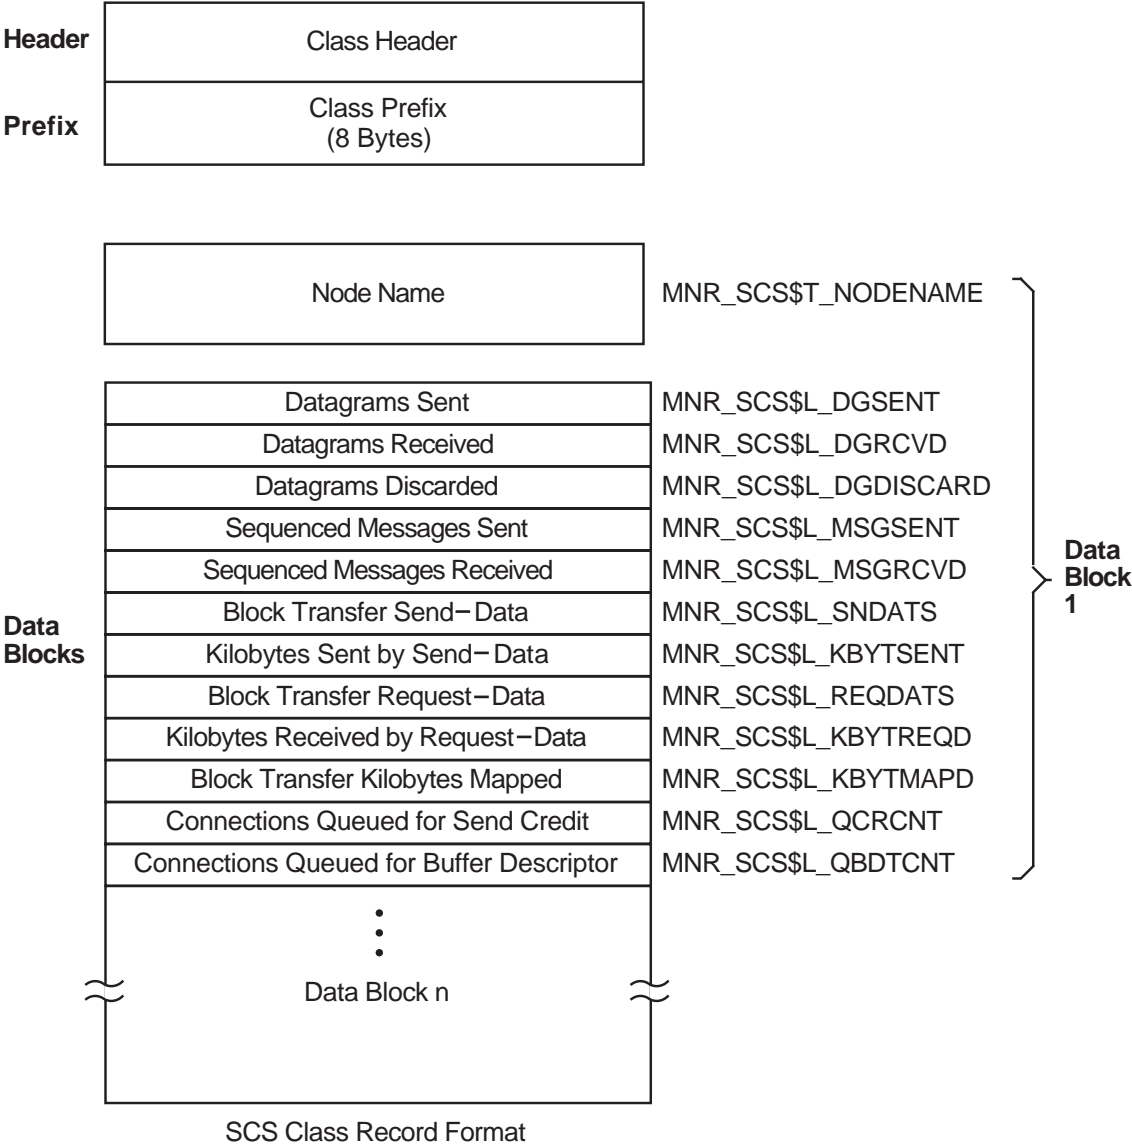 Header
Class Header
Prefix
Class Prefix
(8 Bytes)
Node Name MNR_SCS$T_NODENAME
Datagrams Sent MNR_SCS$L_DGSENT
Datagrams Received MNR_SCS$L_DGRCVD
Datagrams Discarded MNR_SCS$L_DGDISCARD
Sequenced Messages Sent MNR_SCS$L_MSGSENT
Sequenced Messages Received MNR_SCS$L_MSGRCVD
Block Transfer Send−Data MNR_SCS$L_SNDATS
Kilobytes Sent by Send−Data MNR_SCS$L_KBYTSENT
Block Transfer Request−Data MNR_SCS$L_REQDATS
Kilobytes Received by Request−Data MNR_SCS$L_KBYTREQD
Block Transfer Kilobytes Mapped MNR_SCS$L_KBYTMAPD
Connections Queued for Send Credit MNR_SCS$L_QCRCNT
Connections Queued for Buffer Descriptor MNR_SCS$L_QBDTCNT
Data
Blocks
Data
Block
1
Data Block n
SCS Class Record Format